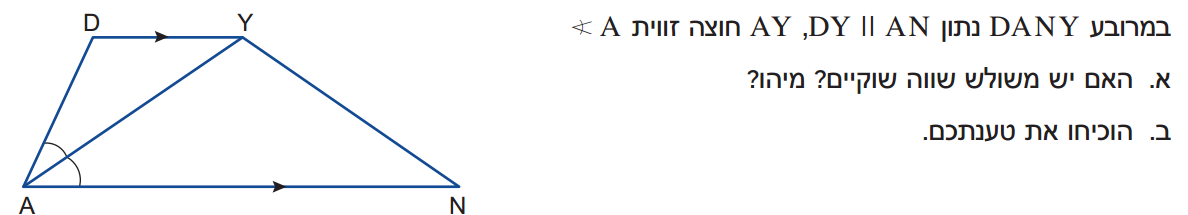 במרובע DANY נתון DY || AN, AY חוצה זווית A ∢
א. האם יש משולש שווה שוקיים? מיהו?
ב. הוכיחו את טענתכם.
D
Y
A
N